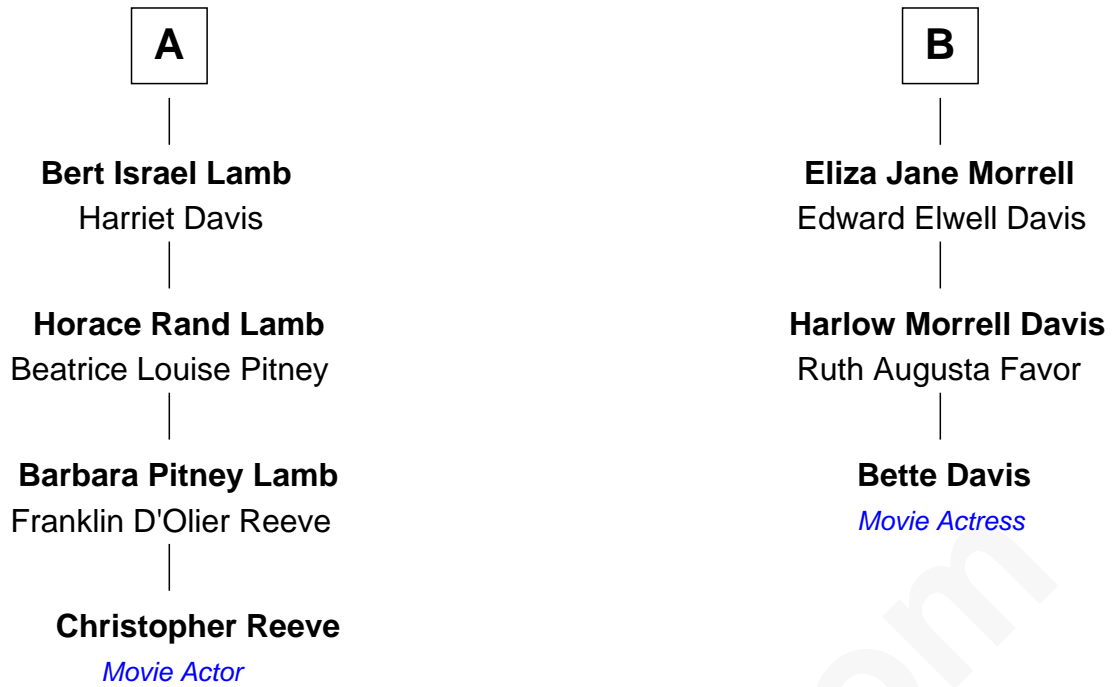 A
Bert Israel Lamb
Harriet Davis
Horace Rand Lamb
Beatrice Louise Pitney
Barbara Pitney Lamb
Franklin D'Olier Reeve
Christopher Reeve
Movie Actor
B
Eliza Jane Morrell
Edward Elwell Davis
Harlow Morrell Davis
Ruth Augusta Favor
Bette Davis
Movie Actress
om